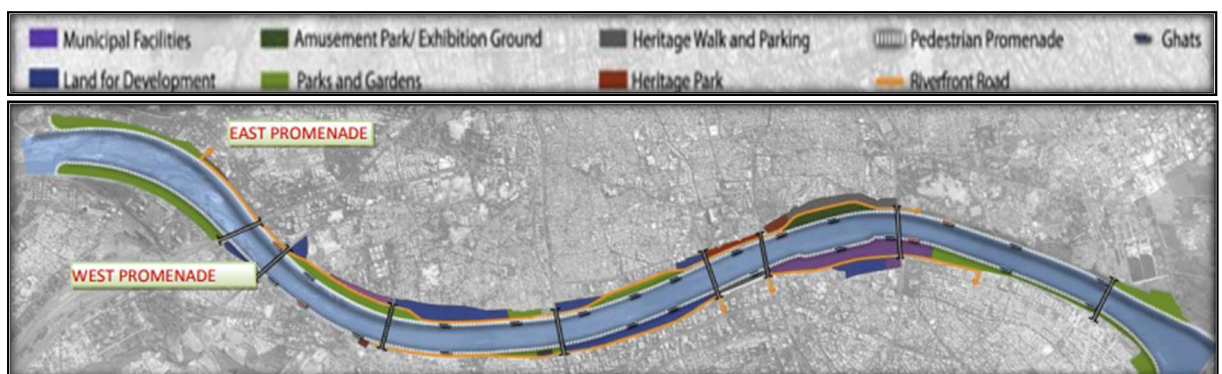 Municipal Facilities Amusement Park/ Exhibition Ground Heritage Walk and Parking Pedestrian Promenade Ghats
Land for Development Parks and Gardens Heritage Park Riverfront Road
EAST PROMENADE
WEST PROMENADE